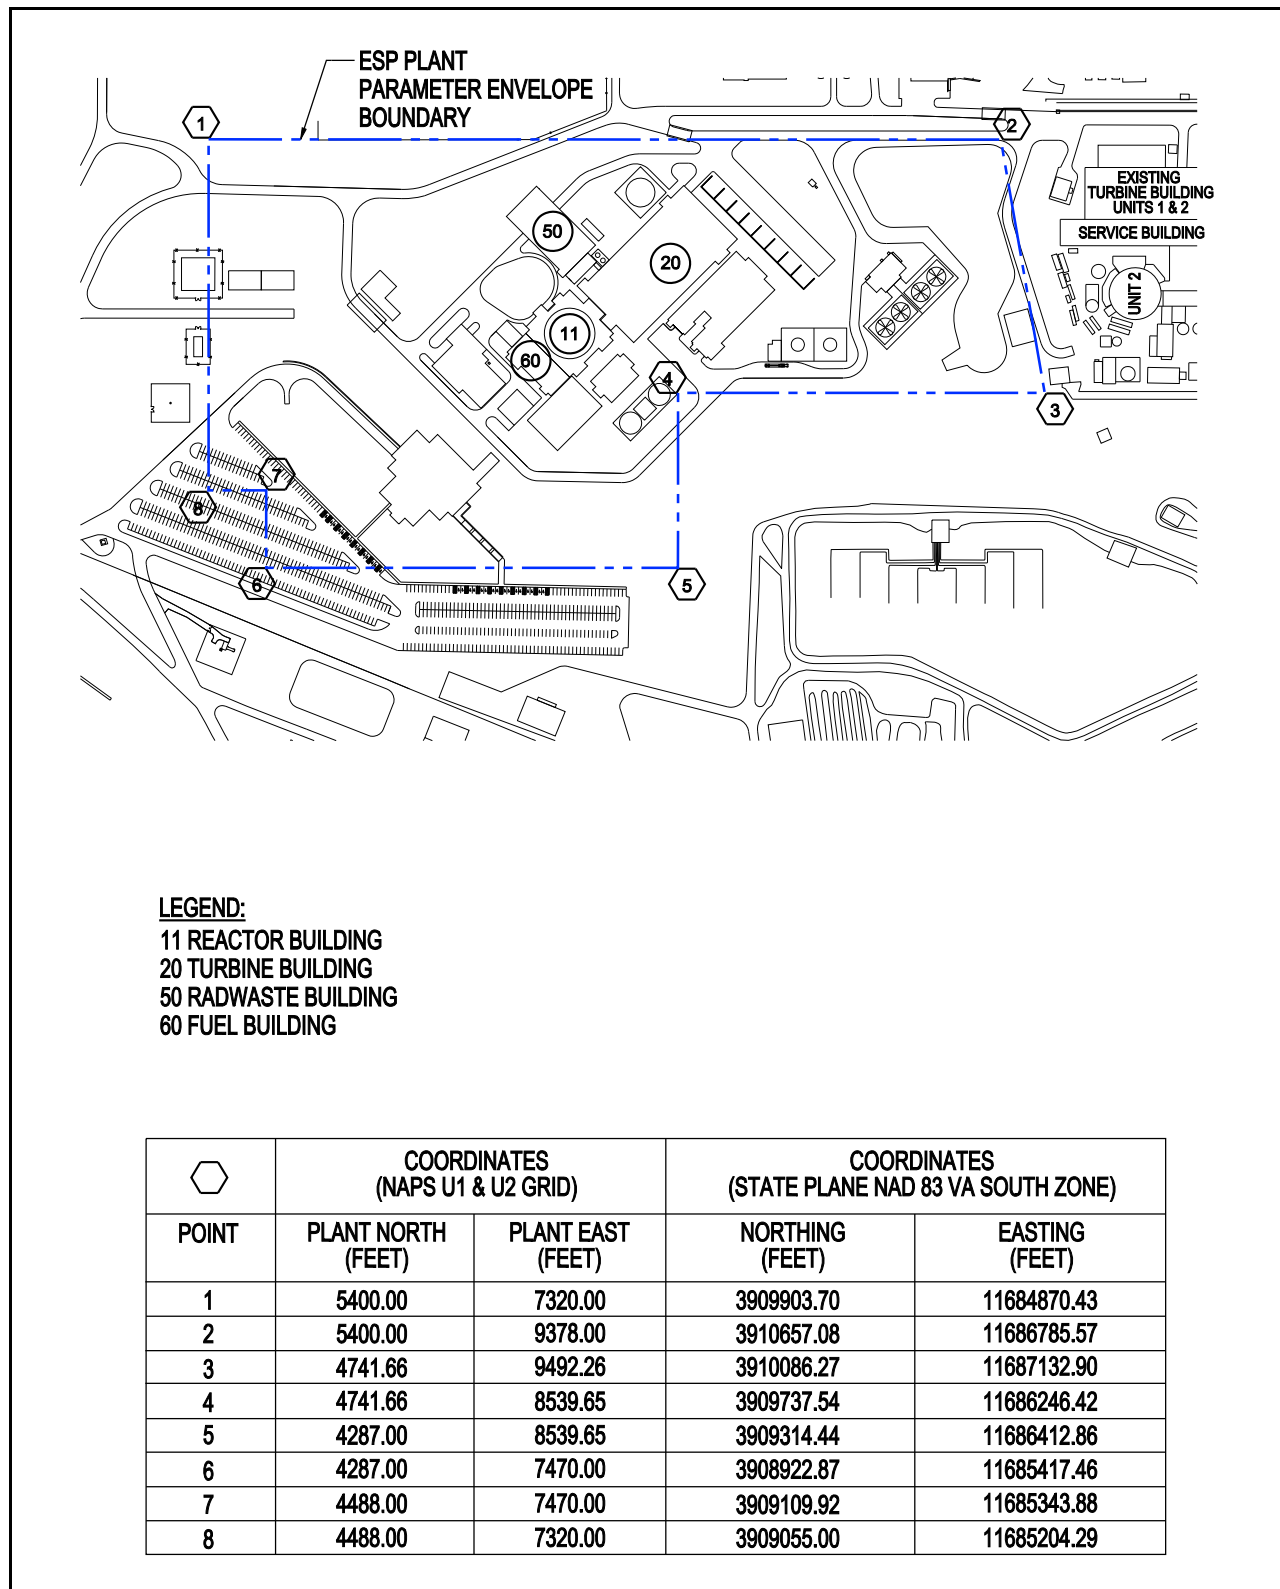 ESP PLANT
PARAMETER ENVELOPE
BOUNDARY
1
2
EXISTING
TURBINE BUILDING
UNITS 1 & 2
SERVICE BUILDING
50
20
UNIT 2
11
60
4
3
7
8
6
5
LEGEND:
11 REACTOR BUILDING
20 TURBINE BUILDING
50 RADWASTE BUILDING
60 FUEL BUILDING
COORDINATES
(NAPS U1 & U2 GRID)
COORDINATES
(STATE PLANE NAD 83 VA SOUTH ZONE)
POINT
PLANT NORTH
(FEET)
PLANT EAST
(FEET)
NORTHING
(FEET)
EASTING
(FEET)
1 5400.00 7320.00 3909903.70 11684870.43
2 5400.00 9378.00 3910657.08 11686785.57
3 4741.66 9492.26 3910086.27 11687132.90
4 4741.66 8539.65 3909737.54 11686246.42
5 4287.00 8539.65 3909314.44 11686412.86
6 4287.00 7470.00 3908922.87 11685417.46
7 4488.00 7470.00 3909109.92 11685343.88
8 4488.00 7320.00 3909055.00 11685204.29